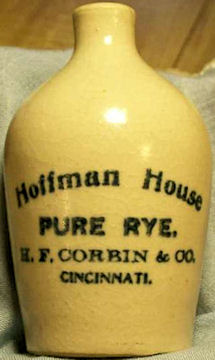 Hoffman House
PURE RYE.
H. F. CORBIN & CO.
CINCINNATI.